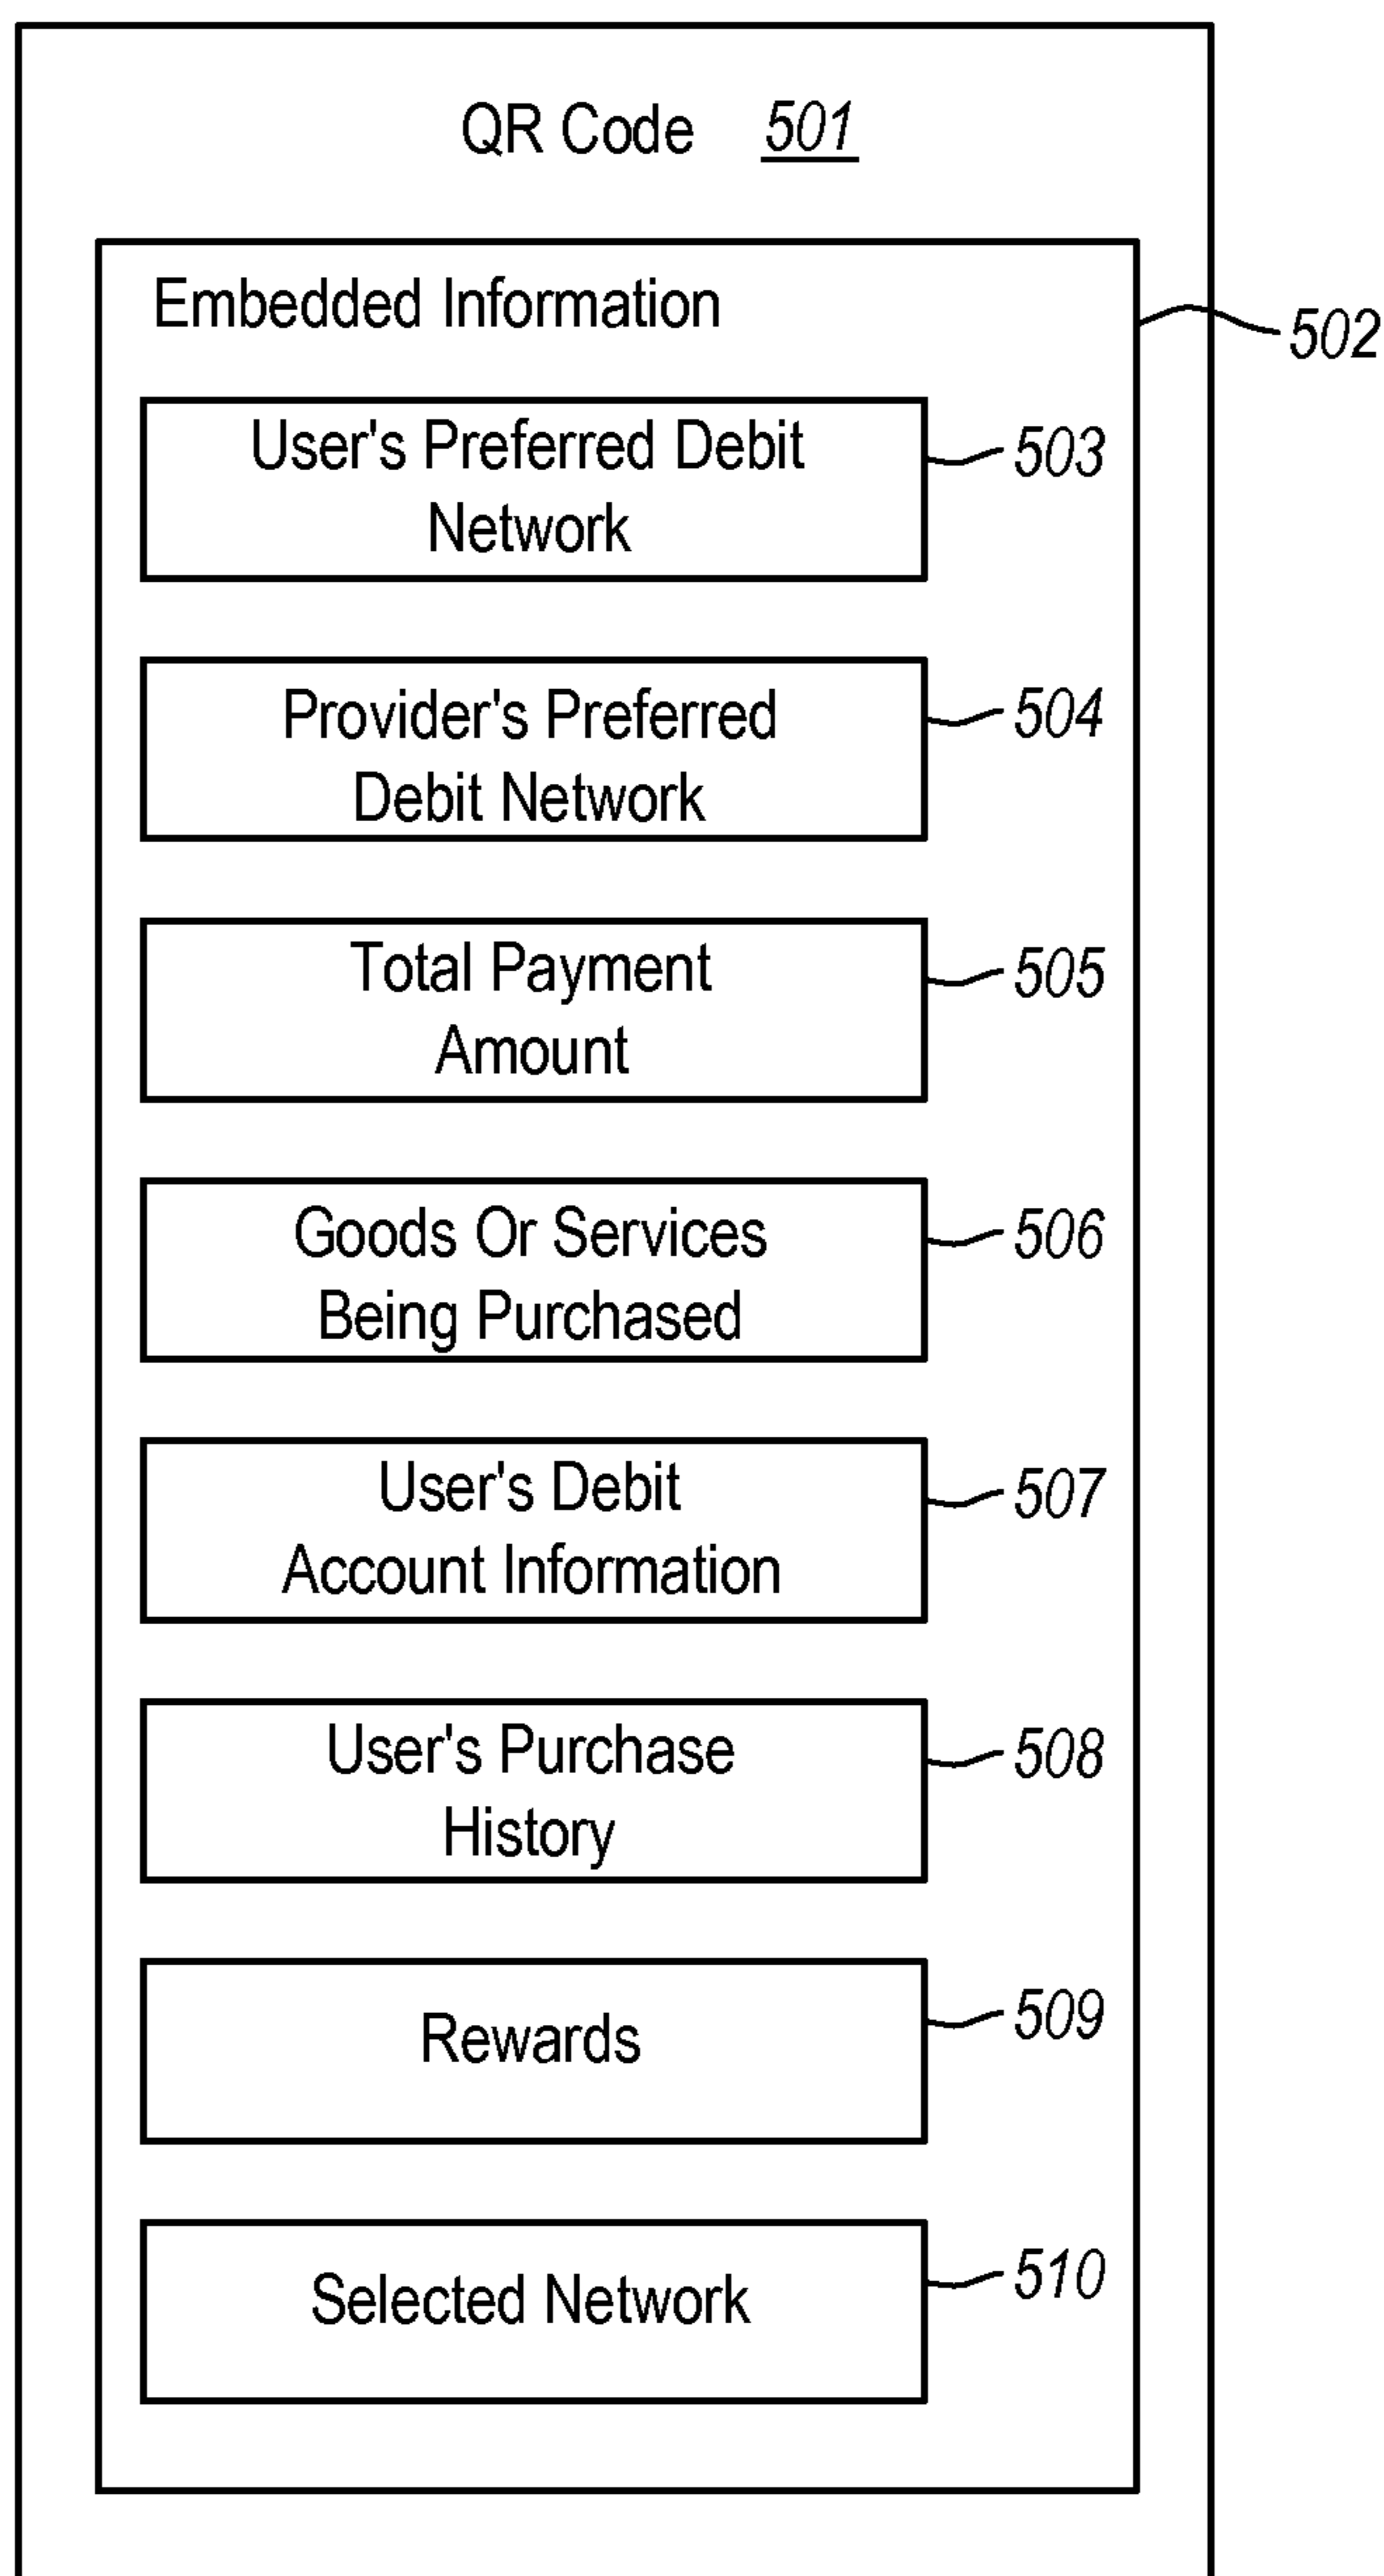 QR Code 501
Embedded Information
502
User's Preferred Debit
Network
503
Provider's Preferred
Debit Network
504
Total Payment
Amount
505
Goods Or Services
Being Purchased
506
User's Debit
Account Information
507
User's Purchase
History
508
Rewards
509
Selected Network
510